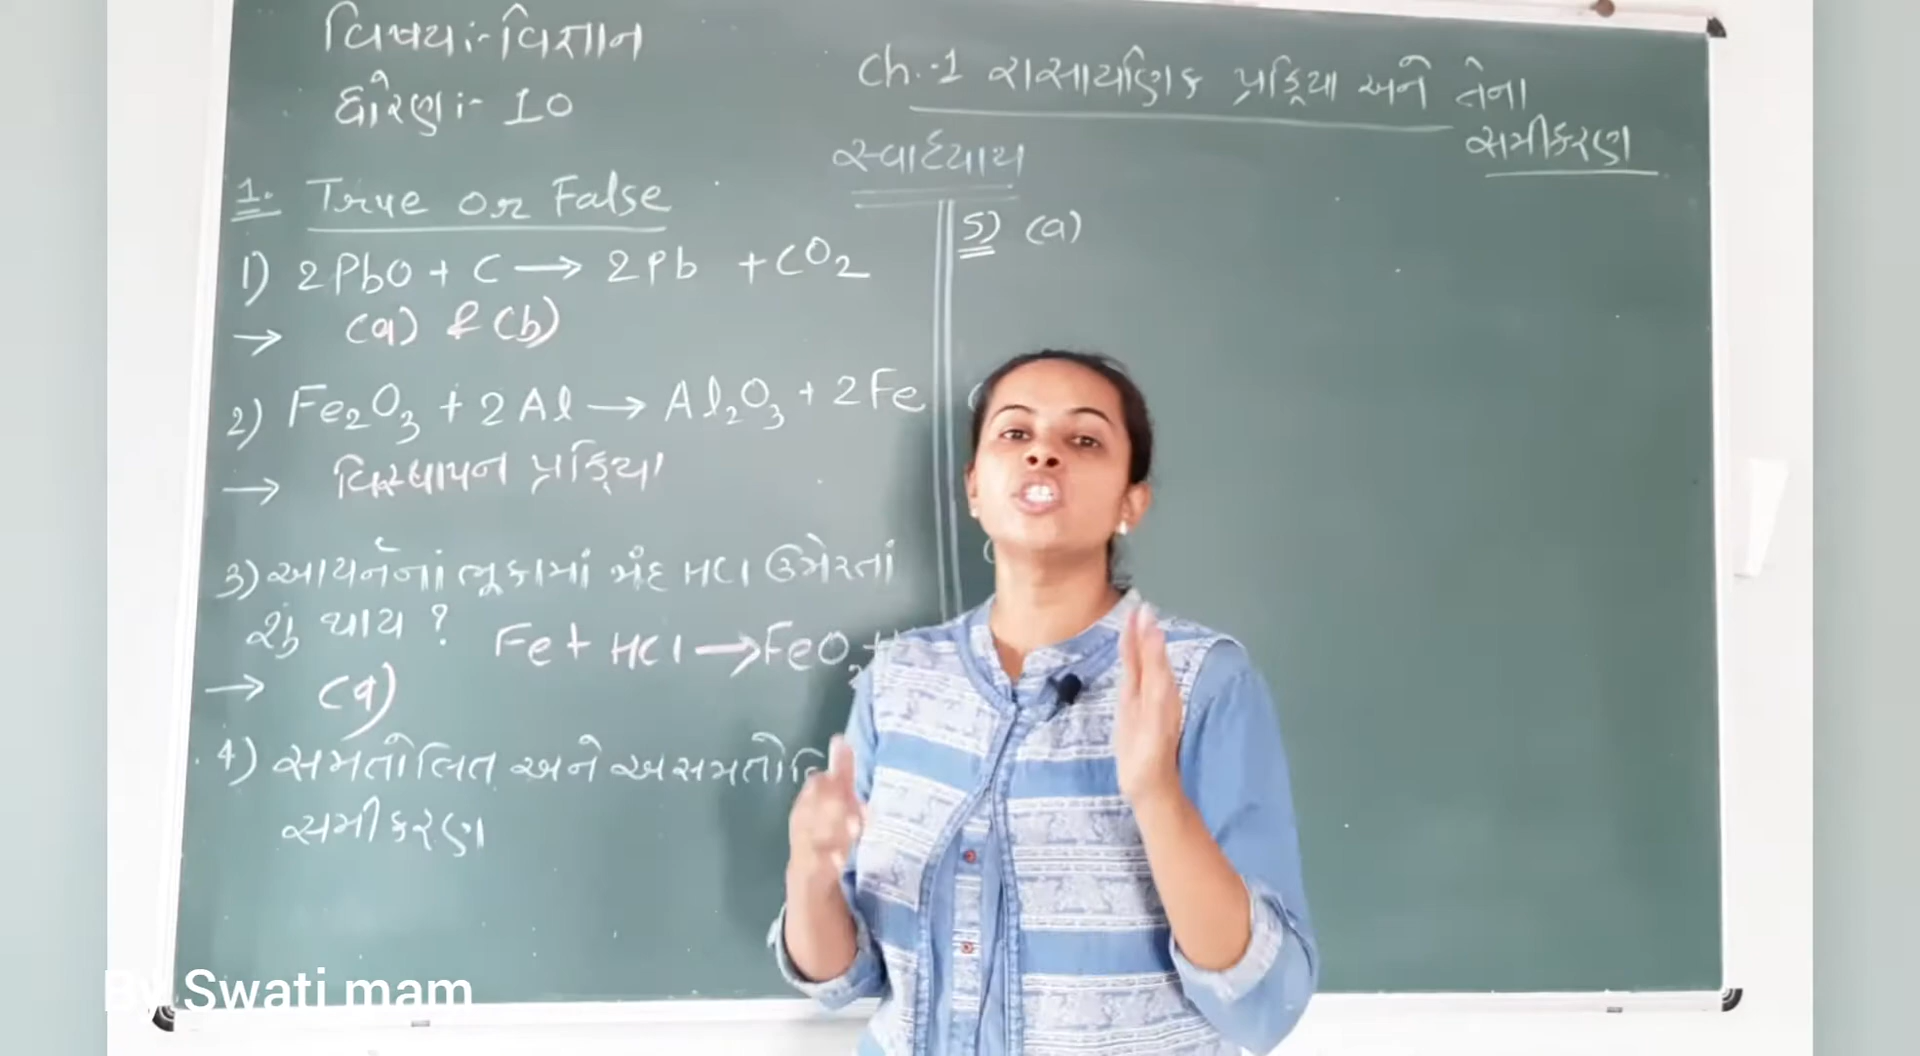 વિષય:- વિજ્ઞાન
ધોરણ:- 10
Ch.-1 રાસાયણિક પ્રક્રિયા અને તેના
સમીકરણ
સ્વાધ્યાય
1. True or False
1) 2PbO + C → 2Pb + CO2
→ (a) & (b)
2) Fe2O3 + 2Al → Al2O3 + 2Fe
→ વિસ્થાપન પ્રક્રિયા
3) આયર્નનાં ભૂકામાં મંદ HCl ઉમેરતાં
શું થાય ?
Fe + HCl → FeO2 +
→ (a)
4) સમતોલિત અને
સમીકરણ
5) (a)
By Swati mam